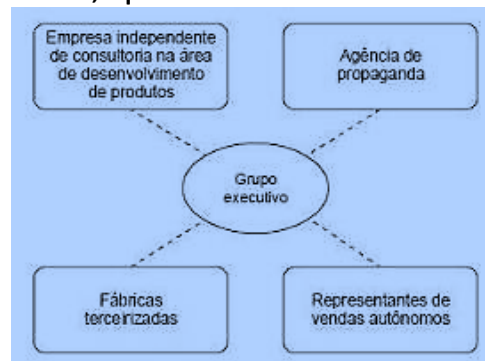 Empresa independente
de consultoria na área
de desenvolvimento
de produtos
Agência de
propaganda
Grupo
executivo
Fábricas
terceirizadas
Representantes de
vendas autônomos